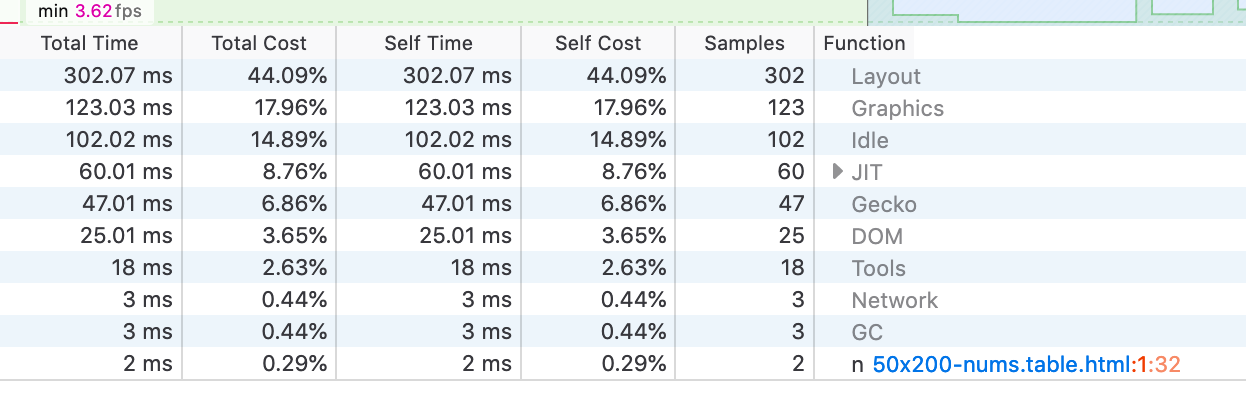 min 3.62fps
Total Time Total Cost Self Time Self Cost Samples Function
302.07 ms 44.09% 302.07 ms 44.09% 302 Layout
123.03 ms 17.96% 123.03 ms 17.96% 123 Graphics
102.02 ms 14.89% 102.02 ms 14.89% 102 Idle
60.01 ms 8.76% 60.01 ms 8.76% 60 JIT
47.01 ms 6.86% 47.01 ms 6.86% 47 Gecko
25.01 ms 3.65% 25.01 ms 3.65% 25 DOM
18 ms 2.63% 18 ms 2.63% 18 Tools
3 ms 0.44% 3 ms 0.44% 3 Network
3 ms 0.44% 3 ms 0.44% 3 GC
2 ms 0.29% 2 ms 0.29% 2 n 50x200-nums.table.html:1:32